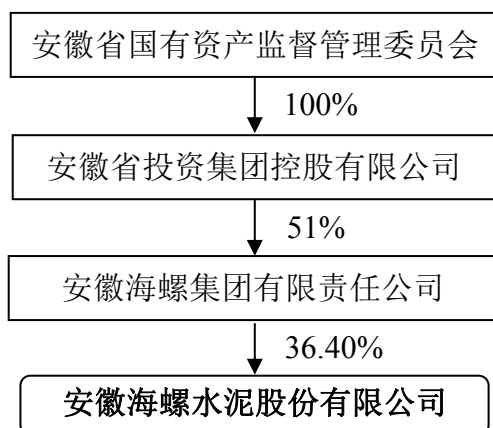 安徽省国有资产监督管理委员会
100%
安徽省投资集团控股有限公司
51%
安徽海螺集团有限责任公司
36.40%
安徽海螺水泥股份有限公司